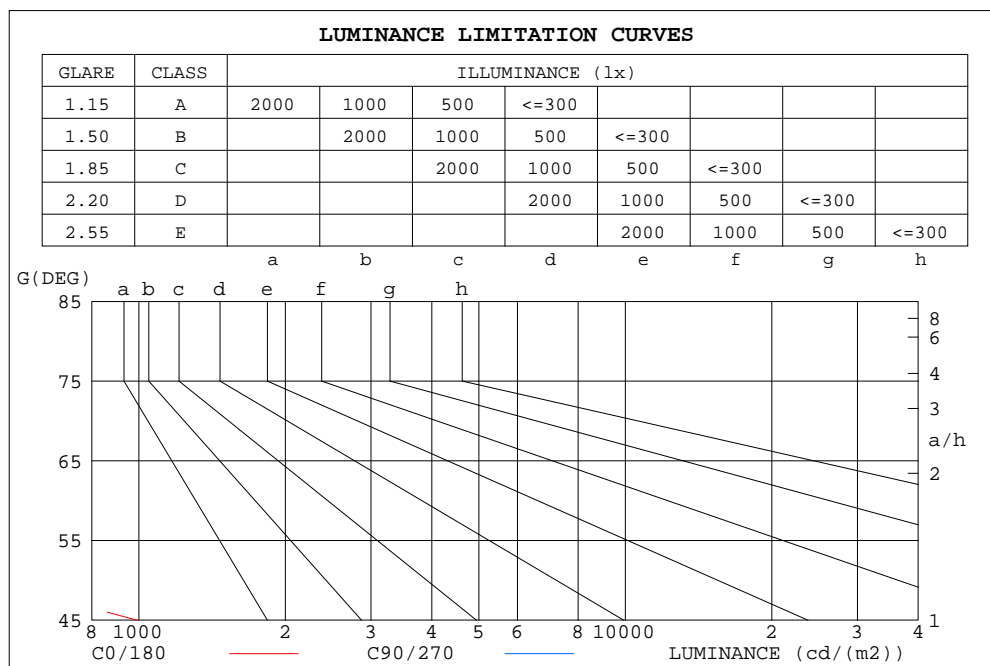 LUMINANCE LIMITATION CURVES
GLARE CLASS ILLUMINANCE (lx)
1.15 A 2000 1000 500 <=300
1.50 B 2000 1000 500 <=300
1.85 C 2000 1000 500 <=300
2.20 D 2000 1000 500 <=300
2.55 E 2000 1000 500 <=300
a b c d e f g h
G(DEG)
a b c d e f g h
85
8
6
75 4
3
a/h
65
2
55
45 1
8 1000 2 3 4 5 6 8 10000 2 3 4
C0/180 C90/270 LUMINANCE (cd/(m2))